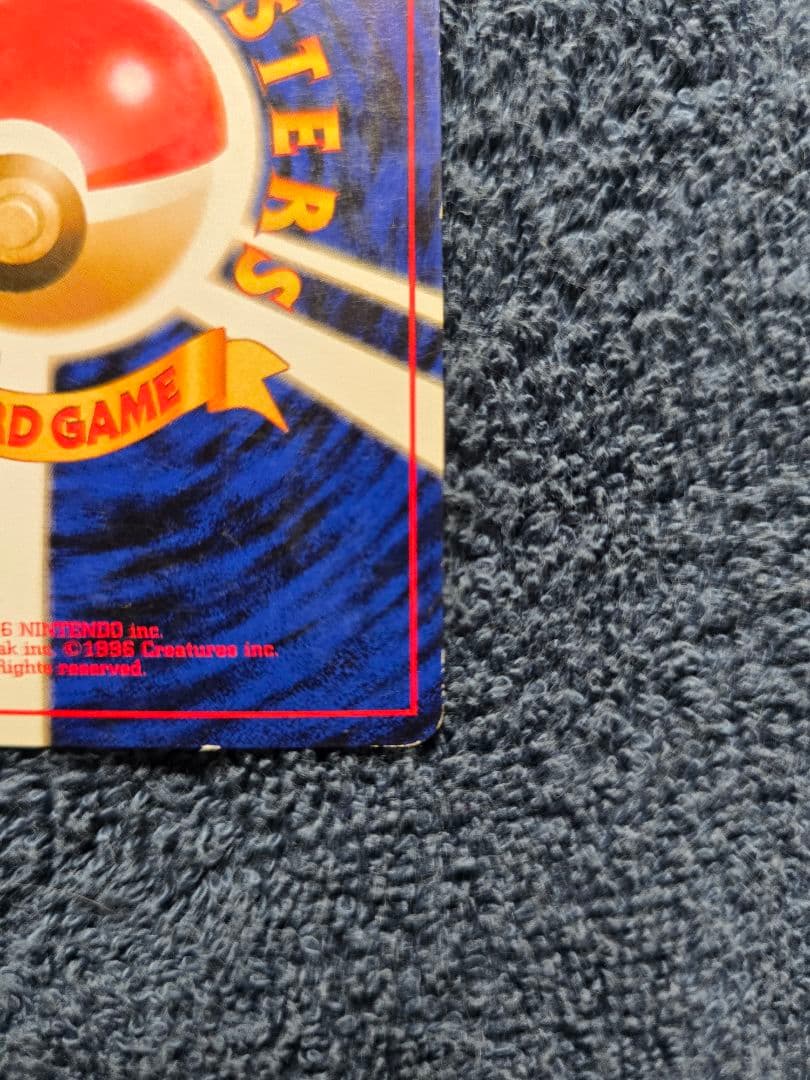 STERS
RD GAME
6 NINTENDO inc.
ak inc. ©1996 Creatures inc.
Rights reserved.